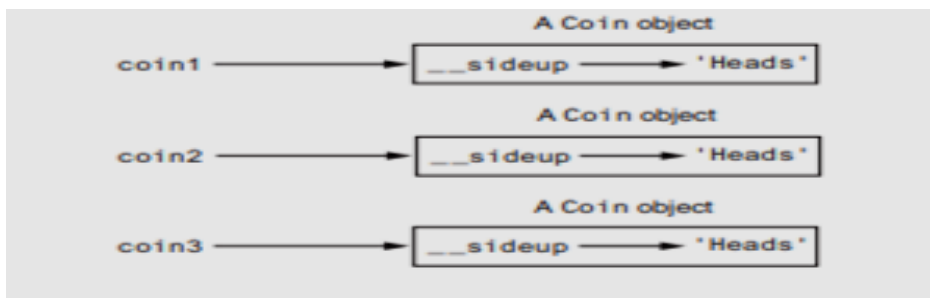 A Coin object
coin1 __sideup 'Heads'
A Coin object
coin2 __sideup 'Heads'
A Coin object
coin3 __sideup 'Heads'